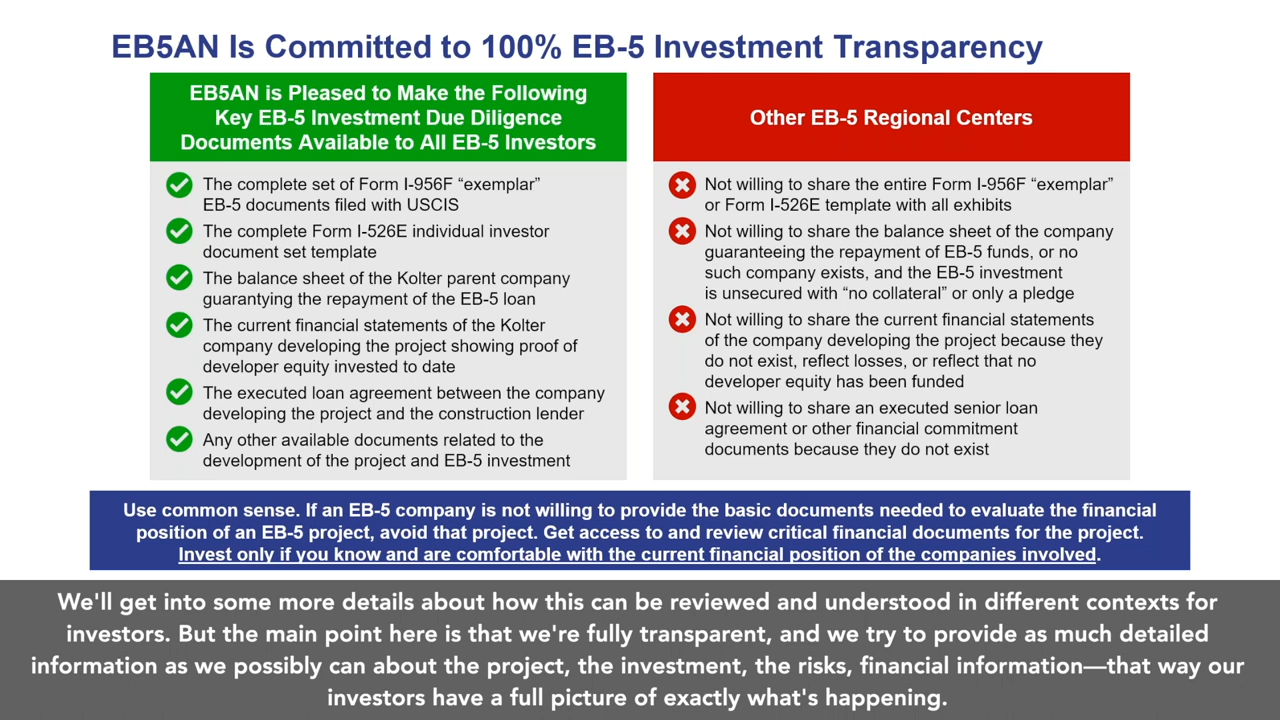 EB5AN Is Committed to 100% EB-5 Investment Transparency
EB5AN is Pleased to Make the Following
Key EB-5 Investment Due Diligence
Documents Available to All EB-5 Investors
The complete set of Form I-956F “exemplar”
EB-5 documents filed with USCIS
The complete Form I-526E individual investor
document set template
The balance sheet of the Kolter parent company
guarantying the repayment of the EB-5 loan
The current financial statements of the Kolter
company developing the project showing proof of
developer equity invested to date
The executed loan agreement between the company
developing the project and the construction lender
Any other available documents related to the
development of the project and EB-5 investment
Other EB-5 Regional Centers
Not willing to share the entire Form I-956F “exemplar”
or Form I-526E template with all exhibits
Not willing to share the balance sheet of the company
guaranteeing the repayment of EB-5 funds, or no
such company exists, and the EB-5 investment
is unsecured with “no collateral” or only a pledge
Not willing to share the current financial statements
of the company developing the project because they
do not exist, reflect losses, or reflect that no
developer equity has been funded
Not willing to share an executed senior loan
agreement or other financial commitment
documents because they do not exist
Use common sense. If an EB-5 company is not willing to provide the basic documents needed to evaluate the financial
position of an EB-5 project, avoid that project. Get access to and review critical financial documents for the project.
Invest only if you know and are comfortable with the current financial position of the companies involved.
We'll get into some more details about how this can be reviewed and understood in different contexts for
investors. But the main point here is that we're fully transparent, and we try to provide as much detailed
information as we possibly can about the project, the investment, the risks, financial information—that way our
investors have a full picture of exactly what's happening.